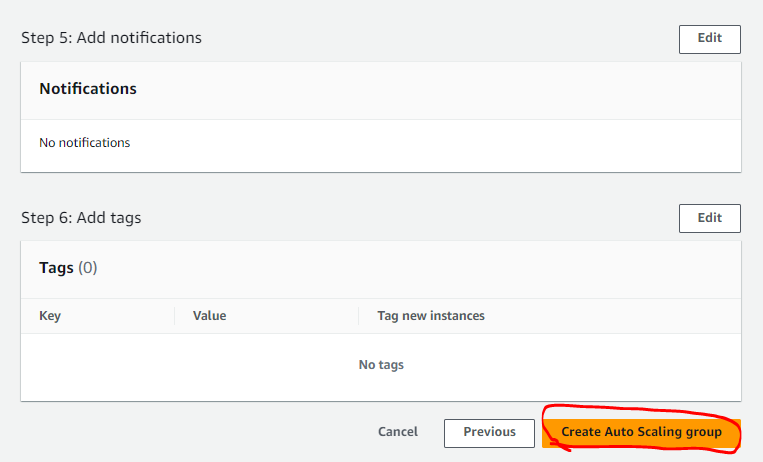 Step 5: Add notifications
Edit
Notifications
No notifications
Step 6: Add tags
Edit
Tags (0)
Key Value Tag new instances
No tags
Cancel Previous Create Auto Scaling group